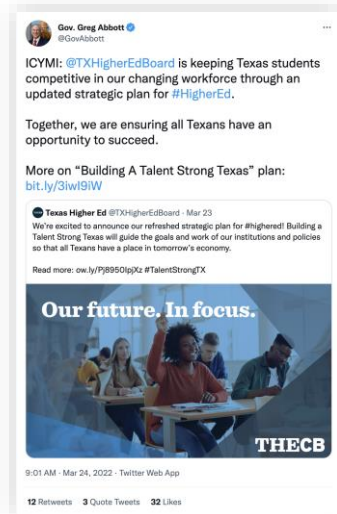 Gov. Greg Abbott
@GovAbbott
ICYMI: @TXHigherEdBoard is keeping Texas students
competitive in our changing workforce through an
updated strategic plan for #HigherEd.
Together, we are ensuring all Texans have an
opportunity to succeed.
More on "Building A Talent Strong Texas" plan:
bit.ly/3iwI9iW
Texas Higher Ed @TXHigherEdBoard · Mar 23
We're excited to announce our refreshed strategic plan for #highered! Building a
Talent Strong Texas will guide the goals and work of our institutions and policies
so that all Texans have a place in tomorrow's economy.
Read more: ow.ly/Pj8950IpjXz #TalentStrongTX
Our future. In focus.
THECB
9:01 AM · Mar 24, 2022 · Twitter Web App
12 Retweets 3 Quote Tweets 32 Likes